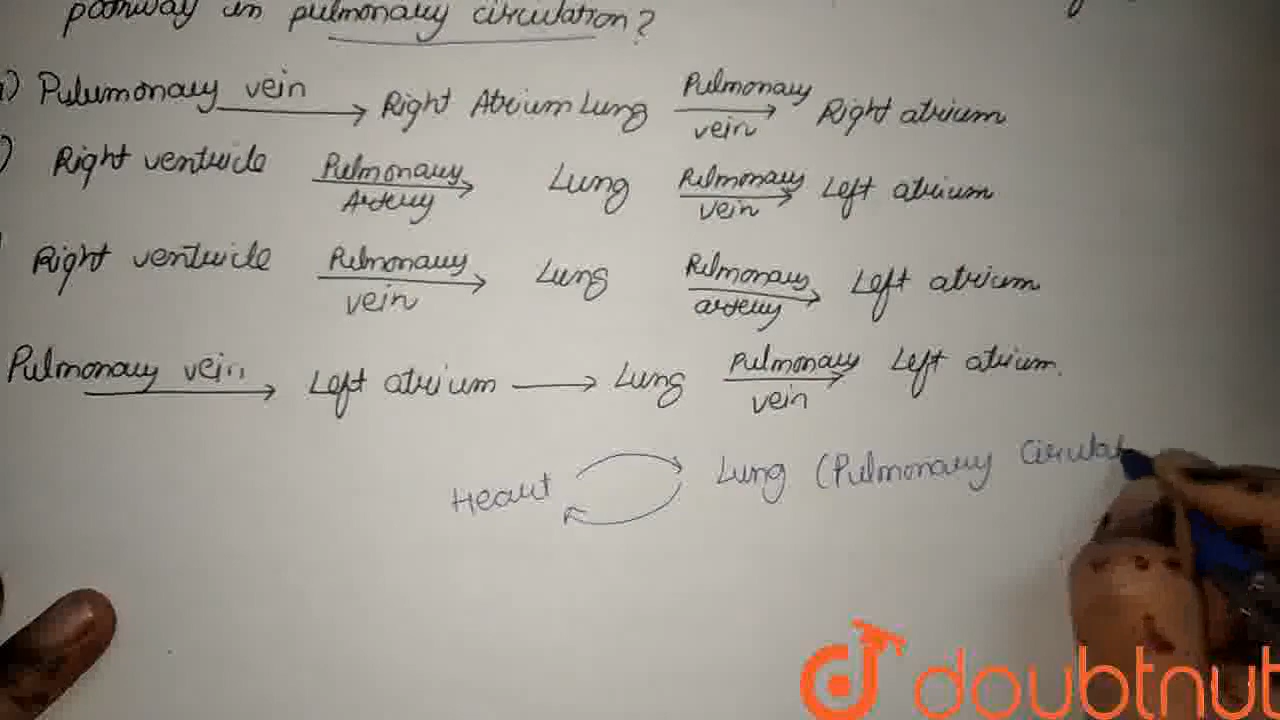 pathway in pulmonary circulation?
Pulumonary vein Right Atrium Lung Pulmonary vein Right atrium
Right ventricle Pulmonary Artery Lung Pulmonary vein Left atrium
Right ventricle Pulmonary vein Lung Pulmonary artery Left atrium
Pulmonary vein Left atrium Lung Pulmonary vein Left atrium.
Heart Lung (Pulmonary Circulat
doubtnut